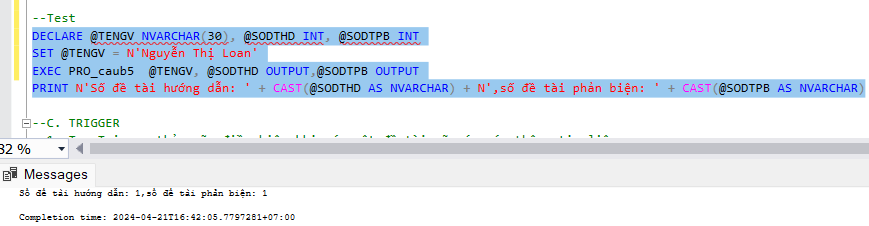 --Test
DECLARE @TENGV NVARCHAR(30), @SODTHD INT, @SODTPB INT
SET @TENGV = N'Nguyễn Thị Loan'
EXEC PRO_caub5  @TENGV, @SODTHD OUTPUT,@SODTPB OUTPUT
PRINT N'Số đề tài hướng dẫn: ' + CAST(@SODTHD AS NVARCHAR) + N',số đề tài phản biện: ' + CAST(@SODTPB AS NVARCHAR)
--C. TRIGGER
82 %
Messages
Số đề tài hướng dẫn: 1,số đề tài phản biện: 1
Completion time: 2024-04-21T16:42:05.7797281+07:00